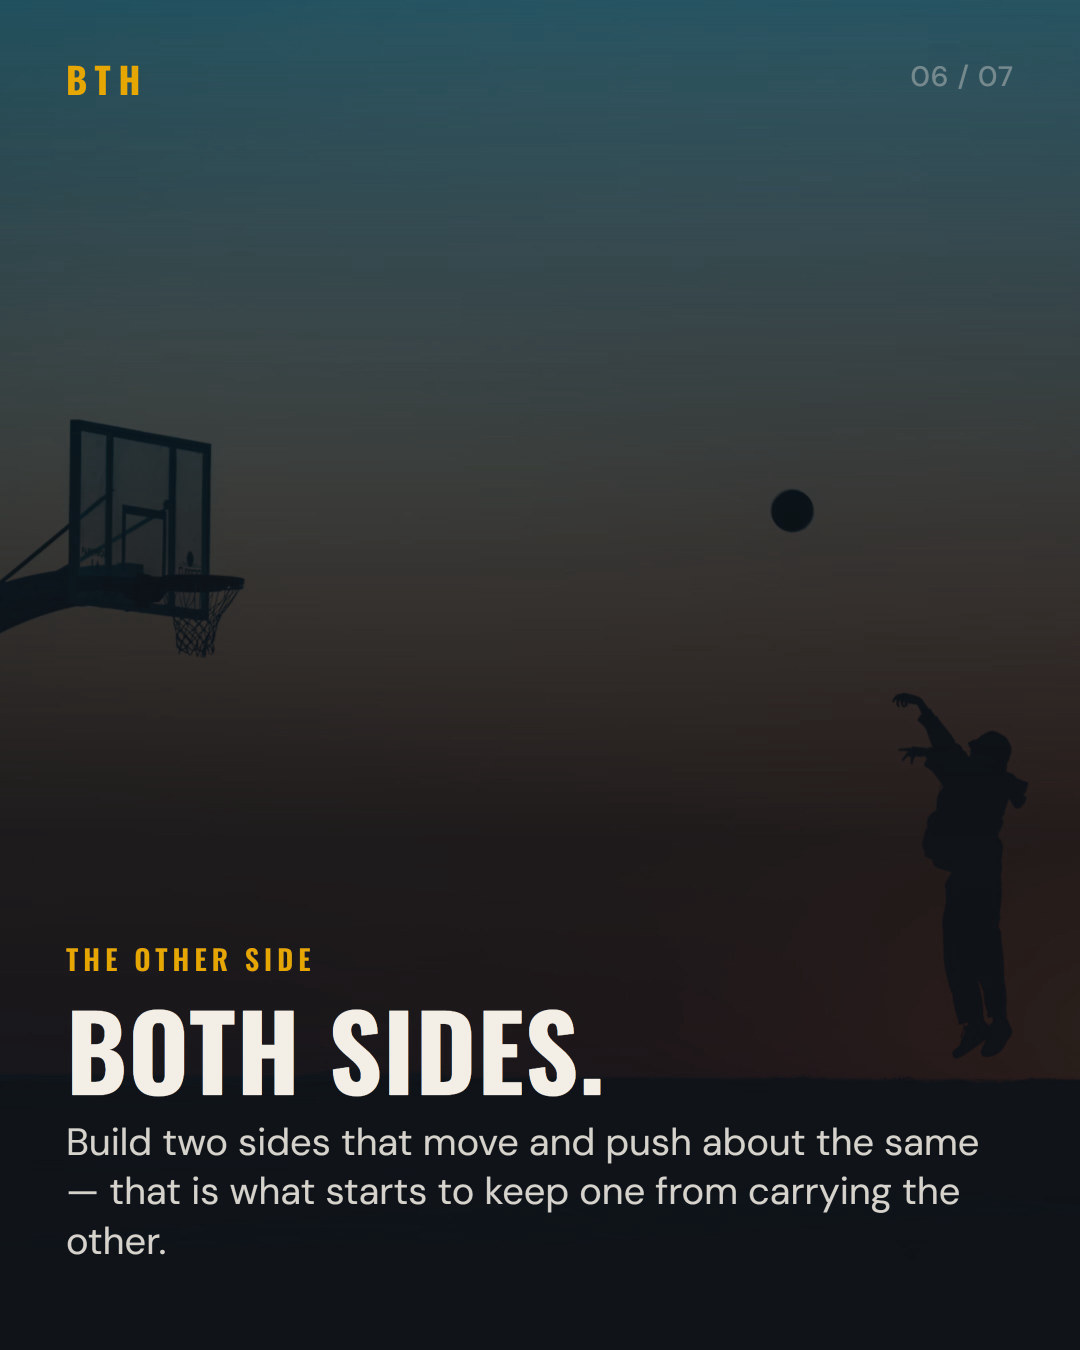 BTH
06 / 07
THE OTHER SIDE
BOTH SIDES.
Build two sides that move and push about the same
— that is what starts to keep one from carrying the
other.